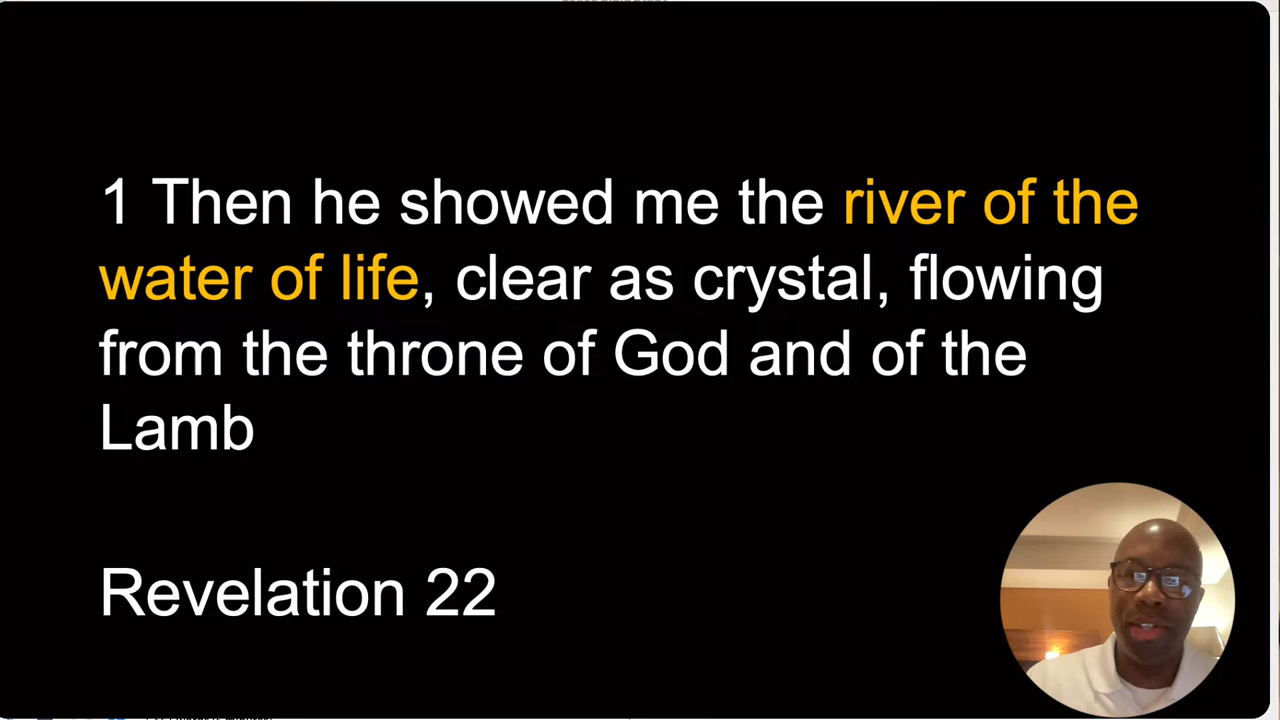 1 Then he showed me the river of the
water of life, clear as crystal, flowing
from the throne of God and of the
Lamb
Revelation 22